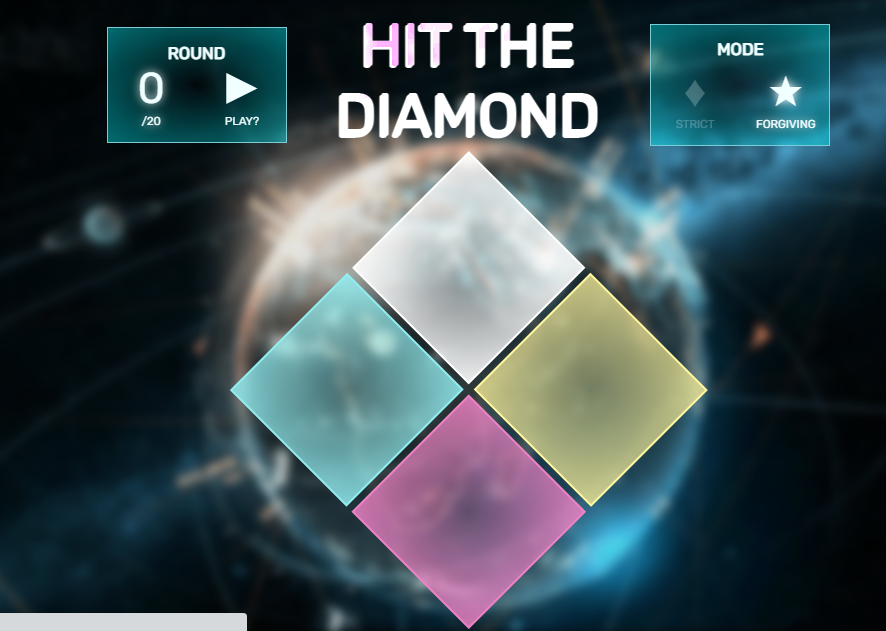 ROUND
0
/20
PLAY?
HIT THE
DIAMOND
MODE
STRICT
FORGIVING